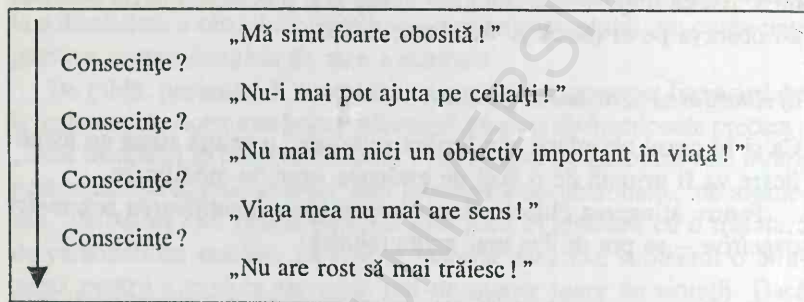 „Mă simt foarte obosită!”
Consecinţe?
„Nu-i mai pot ajuta pe ceilalţi!”
Consecinţe?
„Nu mai am nici un obiectiv important în viaţă!”
Consecinţe?
„Viaţa mea nu mai are sens!”
Consecinţe?
„Nu are rost să mai trăiesc!”